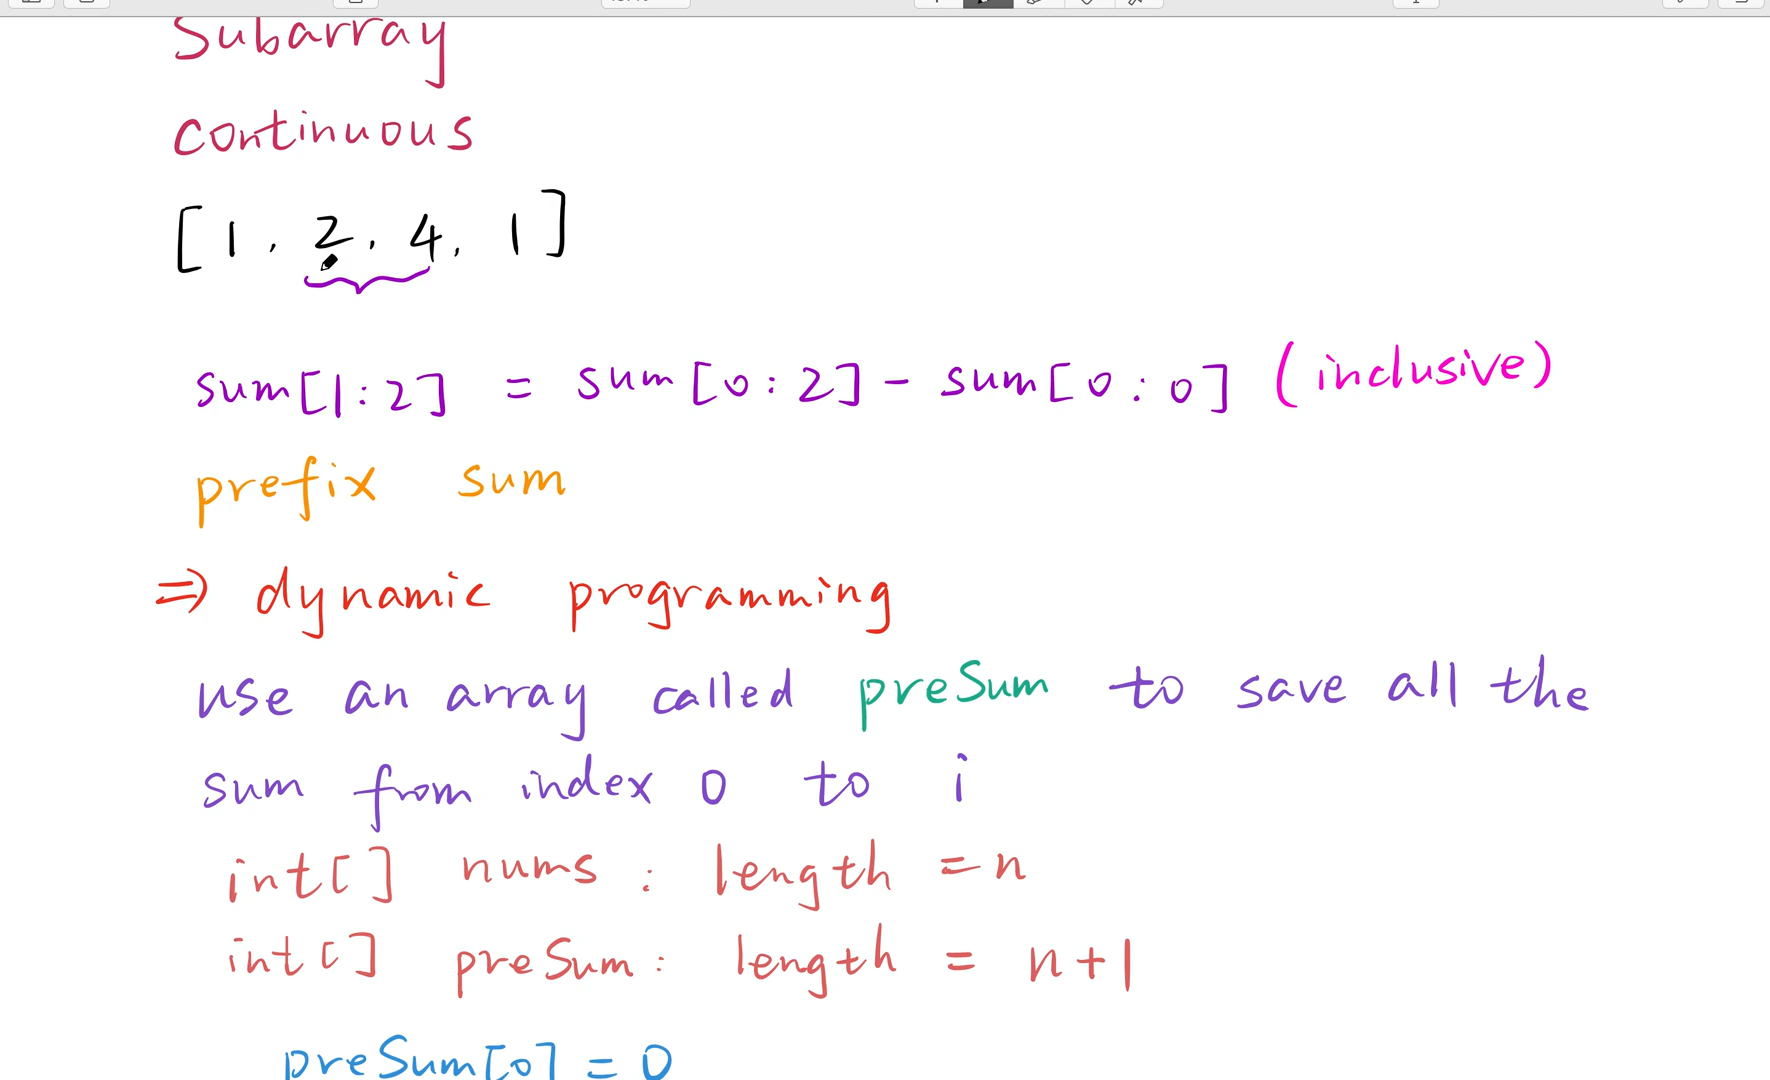 Subarray
continuous
[1, 2, 4, 1]
sum[1:2] = sum[0:2] - sum[0:0] (inclusive)
prefix sum
⇒ dynamic programming
use an array called preSum to save all the
sum from index 0 to i
int[] nums: length = n
int[] preSum: length = n+1
preSum[0] = 0